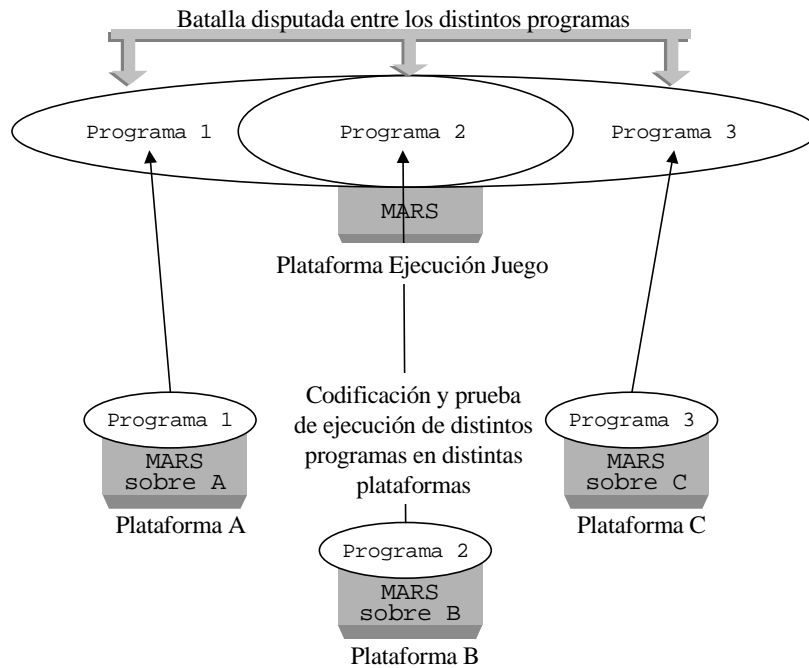 Batalla disputada entre los distintos programas
Programa 1
Programa 2
Programa 3
MARS
Plataforma Ejecución Juego
Codificación y prueba
de ejecución de distintos
programas en distintas
plataformas
Programa 1
MARS
sobre A
Plataforma A
Programa 3
MARS
sobre C
Plataforma C
Programa 2
MARS
sobre B
Plataforma B